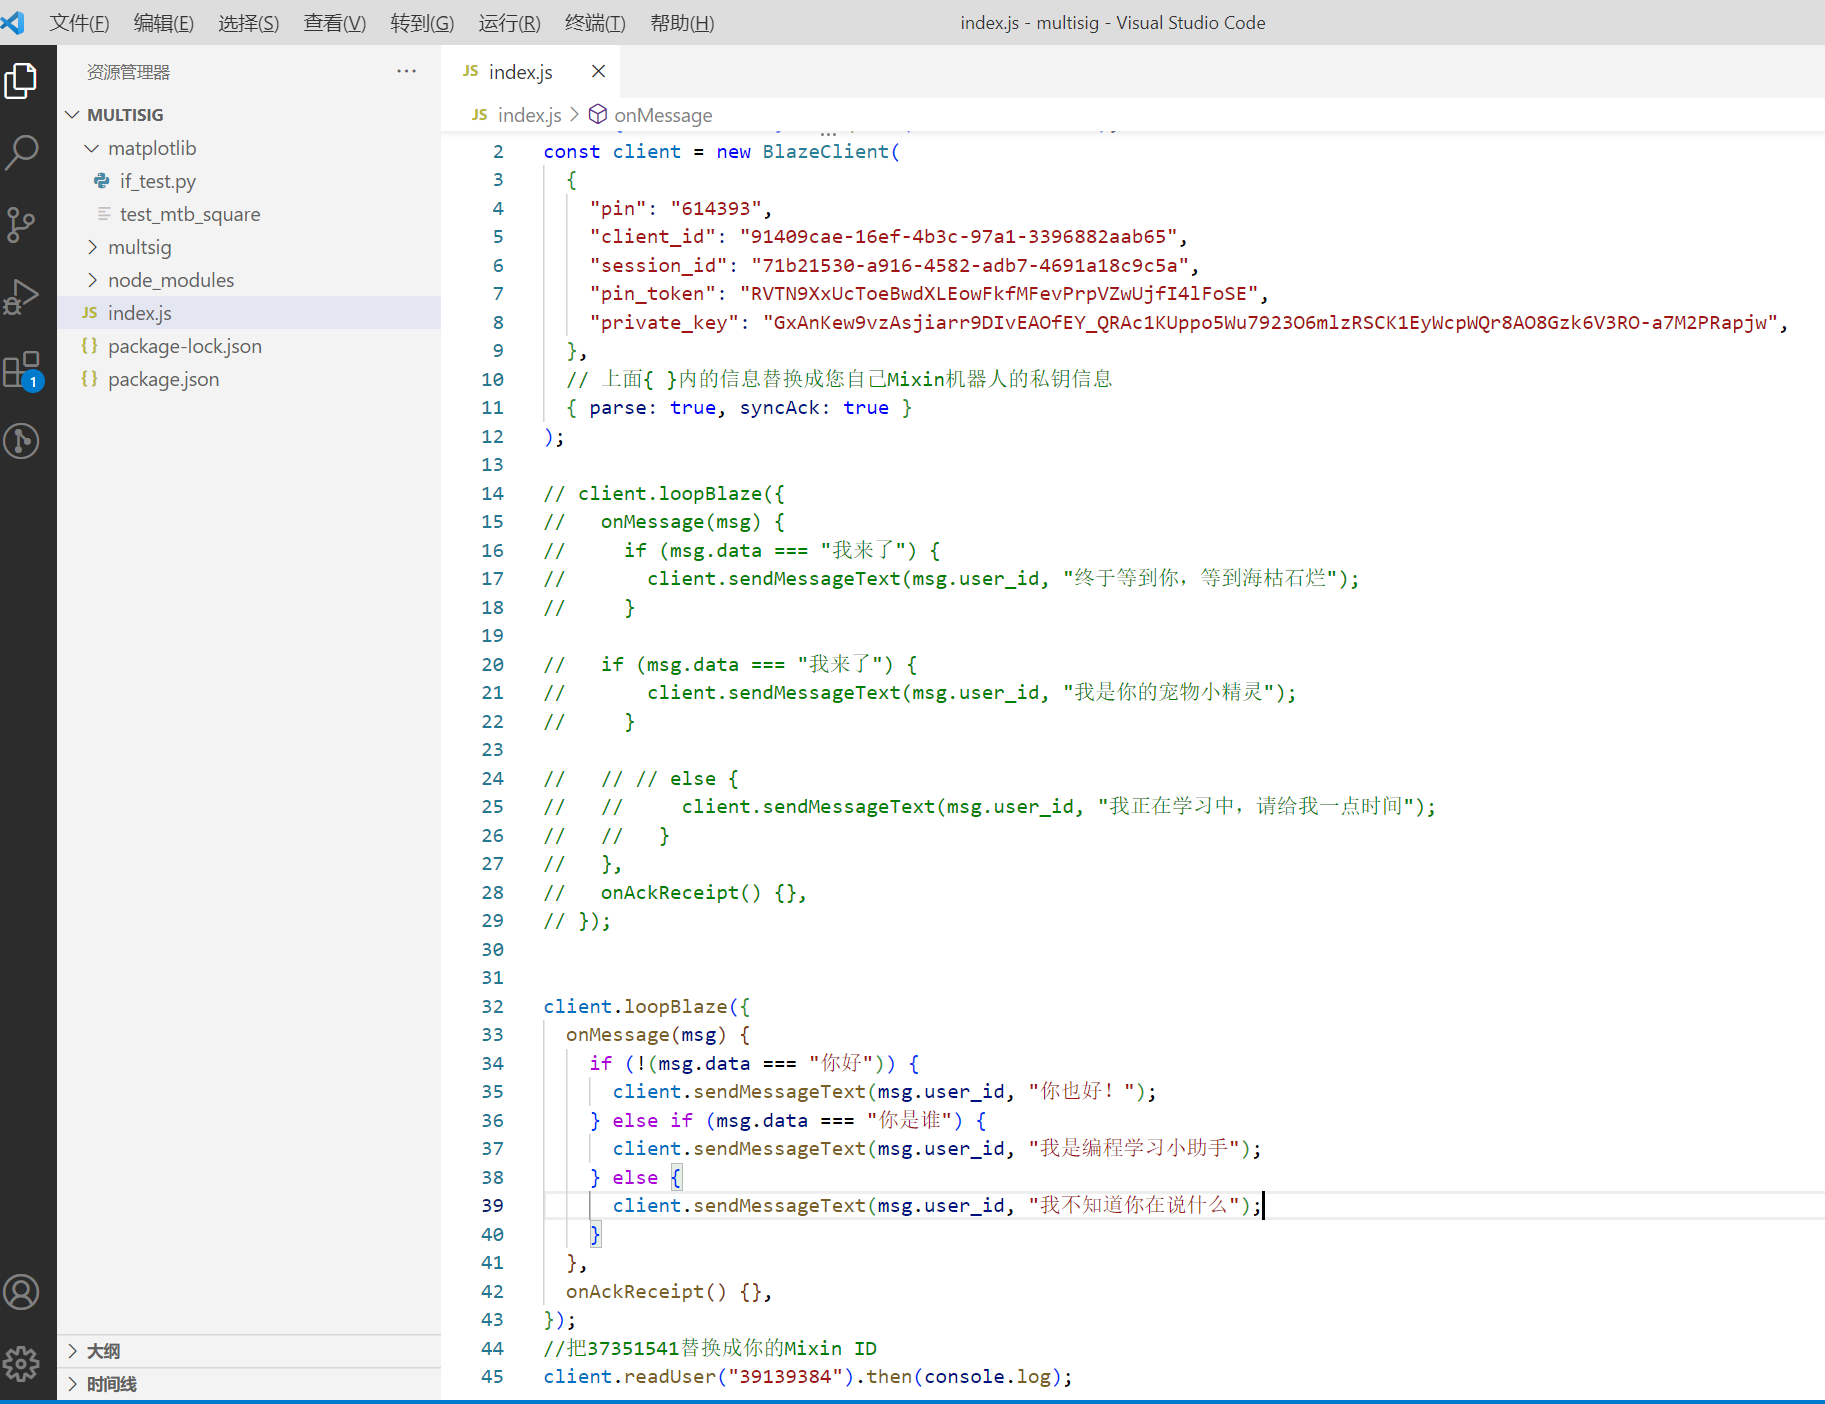 文件(F) 编辑(E) 选择(S) 查看(V) 转到(G) 运行(R) 终端(T) 帮助(H) index.js - multisig - Visual Studio Code
资源管理器 ···
MULTISIG
matplotlib
if_test.py
test_mtb_square
multsig
node_modules
JS index.js
{} package-lock.json
{} package.json
1
大纲
时间线
JS index.js
JS index.js > onMessage
2 const client = new BlazeClient(
3 {
4 "pin": "614393",
5 "client_id": "91409cae-16ef-4b3c-97a1-3396882aab65",
6 "session_id": "71b21530-a916-4582-adb7-4691a18c9c5a",
7 "pin_token": "RVTN9XxUcToeBwdXLEowFkfMFevPrpVZwUjfI4lFoSE",
8 "private_key": "GxAnKew9vzAsjiarr9DIvEAOfEY_QRAc1KUppo5Wu7923O6mlzRSCK1EyWcpWQr8AO8Gzk6V3RO-a7M2PRapjw",
9 },
10 // 上面{ }内的信息替换成您自己Mixin机器人的私钥信息
11 { parse: true, syncAck: true }
12 );
13
14 // client.loopBlaze({
15 //   onMessage(msg) {
16 //     if (msg.data === "我来了") {
17 //       client.sendMessageText(msg.user_id, "终于等到你，等到海枯石烂");
18 //     }
19
20 //   if (msg.data === "我来了") {
21 //       client.sendMessageText(msg.user_id, "我是你的宠物小精灵");
22 //     }
23
24 //   // // else {
25 //   //     client.sendMessageText(msg.user_id, "我正在学习中，请给我一点时间");
26 //   //   }
27 //   },
28 //   onAckReceipt() {},
29 // });
30
31
32 client.loopBlaze({
33 onMessage(msg) {
34 if (!(msg.data === "你好")) {
35 client.sendMessageText(msg.user_id, "你也好！");
36 } else if (msg.data === "你是谁") {
37 client.sendMessageText(msg.user_id, "我是编程学习小助手");
38 } else {
39 client.sendMessageText(msg.user_id, "我不知道你在说什么");
40 }
41 },
42 onAckReceipt() {},
43 });
44 //把37351541替换成你的Mixin ID
45 client.readUser("39139384").then(console.log);